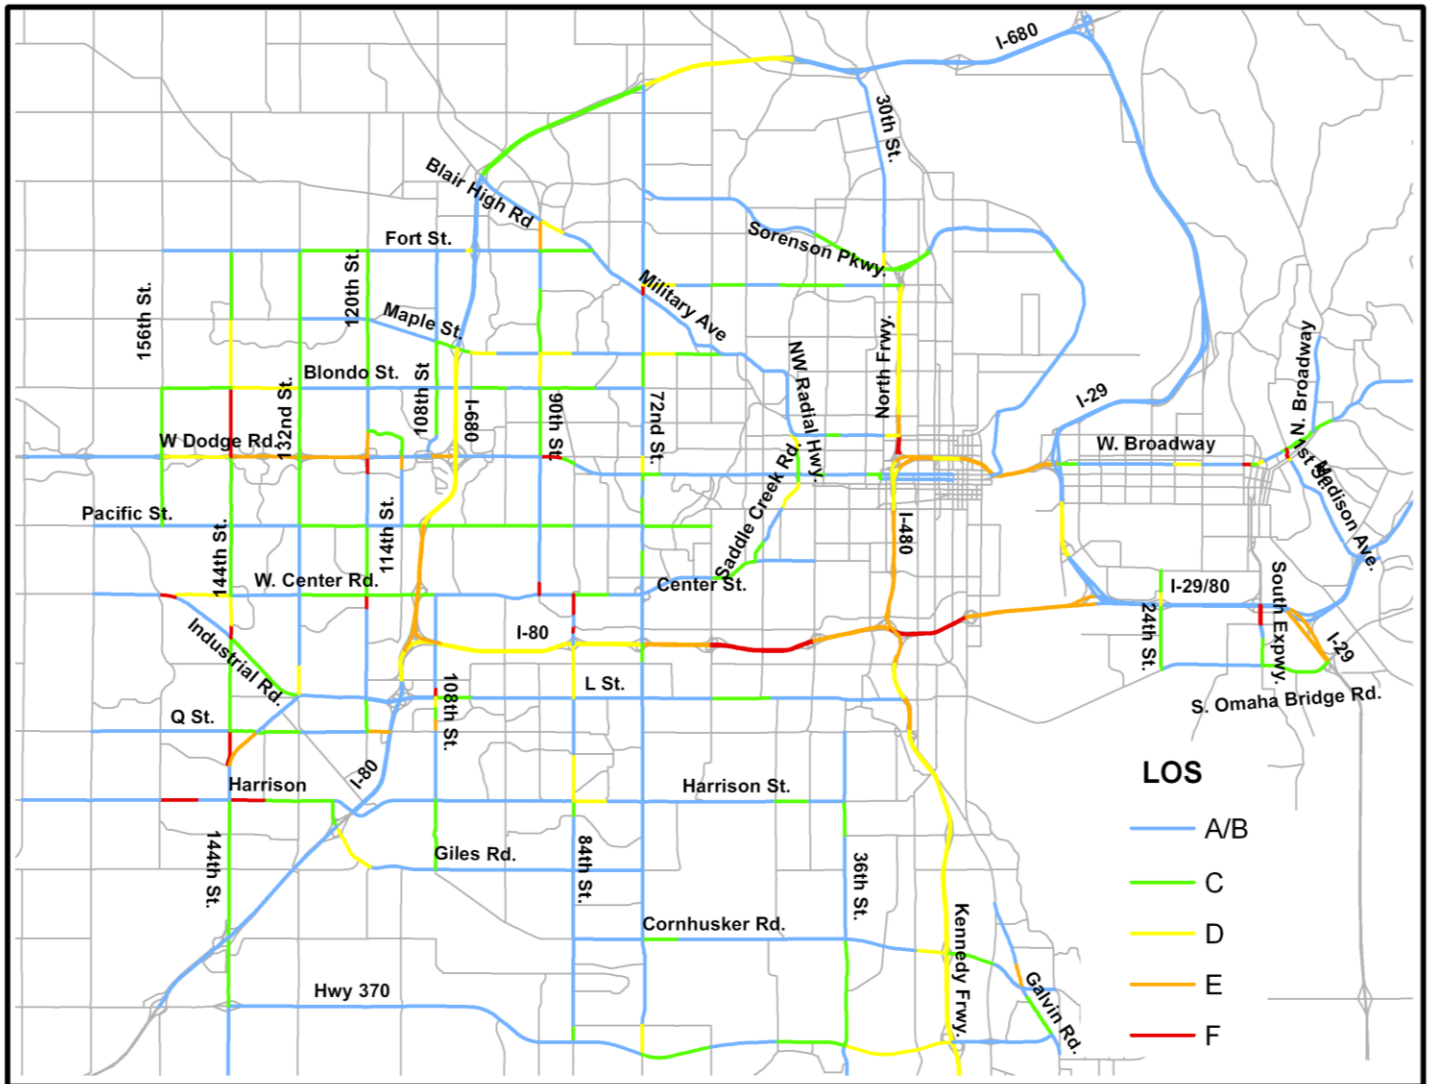 I-680
30th St.
Blair High Rd
Sorenson Pkwy.
Fort St.
120th St.
Military Ave
156th St.
Maple St.
North Frwy.
NW Radial Hwy.
N. Broadway
Blondo St.
108th St
I-680
90th St.
72nd St.
132nd St.
I-29
W Dodge Rd.
W. Broadway
1st St.
Madison Ave.
Saddle Creek Rd.
Pacific St.
114th St.
144th St.
I-480
W. Center Rd.
Center St.
I-29/80
24th St.
South Expwy.
I-29
Industrial Rd.
I-80
L St.
108th St.
S. Omaha Bridge Rd.
Q St.
I-80
Harrison
Harrison St.
144th St.
Giles Rd.
84th St.
36th St.
Cornhusker Rd.
Kennedy Frwy.
Hwy 370
Galvin Rd.
LOS
A/B
C
D
E
F